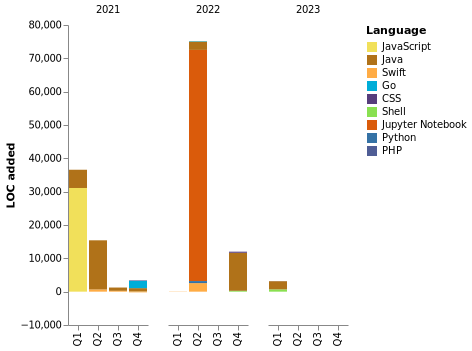 2021 2022 2023
80,000
70,000
60,000
50,000
40,000
30,000
20,000
10,000
0
−10,000
LOC added
Q1 Q2 Q3 Q4 Q1 Q2 Q3 Q4 Q1 Q2 Q3 Q4
Language
JavaScript
Java
Swift
Go
CSS
Shell
Jupyter Notebook
Python
PHP